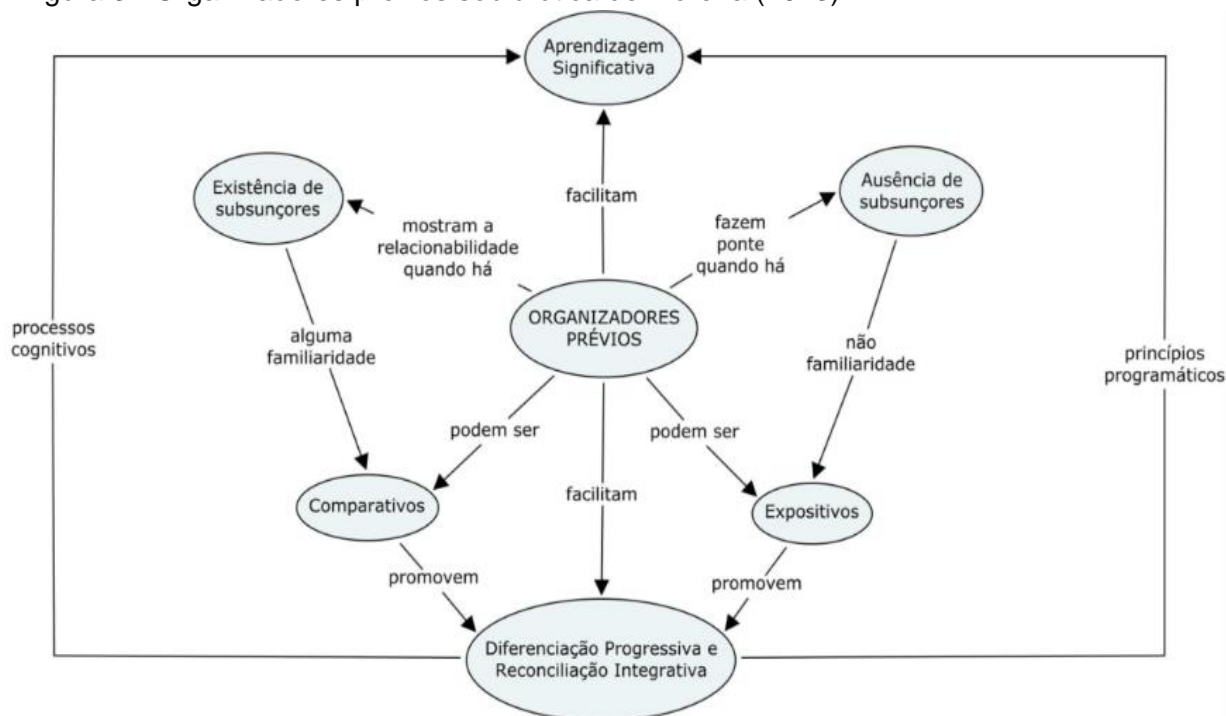 Aprendizagem
Significativa
Existência de
subsunçores
Ausência de
subsunçores
facilitam
mostram a
relacionabilidade
quando há
fazem
ponte
quando há
ORGANIZADORES
PRÉVIOS
processos
cognitivos
alguma
familiaridade
não
familiaridade
princípios
programáticos
podem ser
podem ser
Comparativos
facilitam
Expositivos
promovem
promovem
Diferenciação Progressiva e
Reconciliação Integrativa